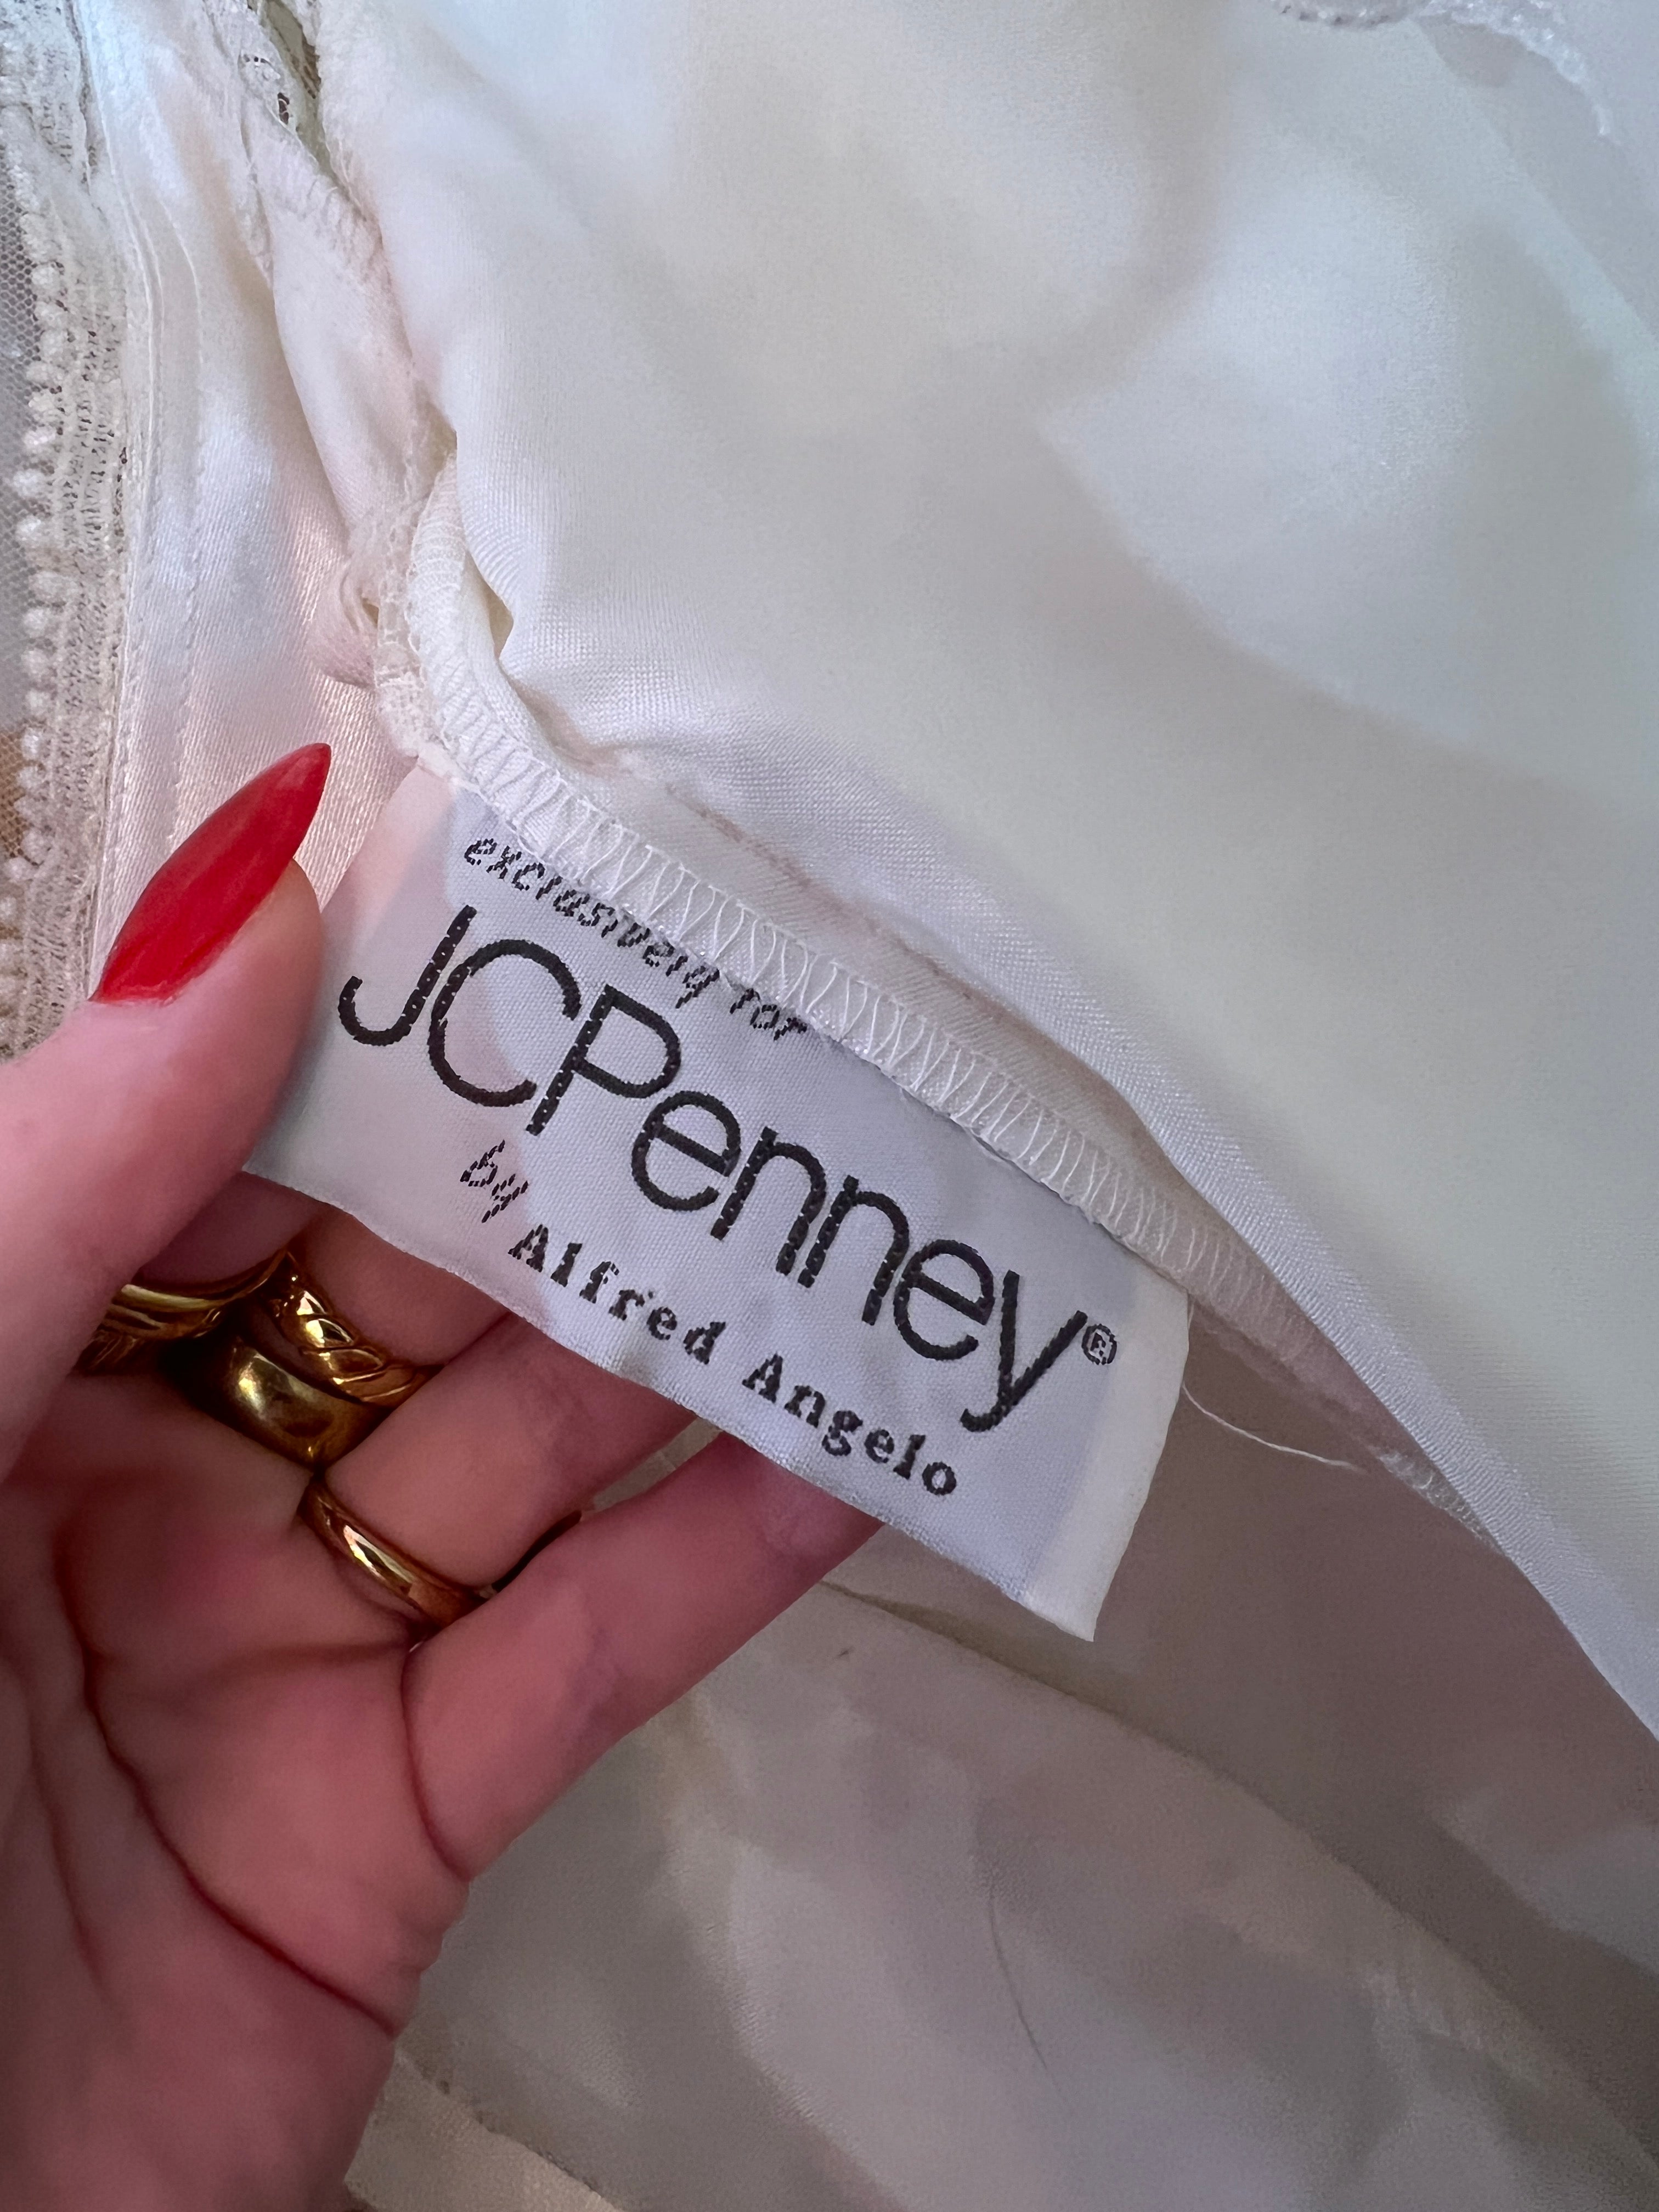 exclusively for
JCPenney®
by Alfred Angelo